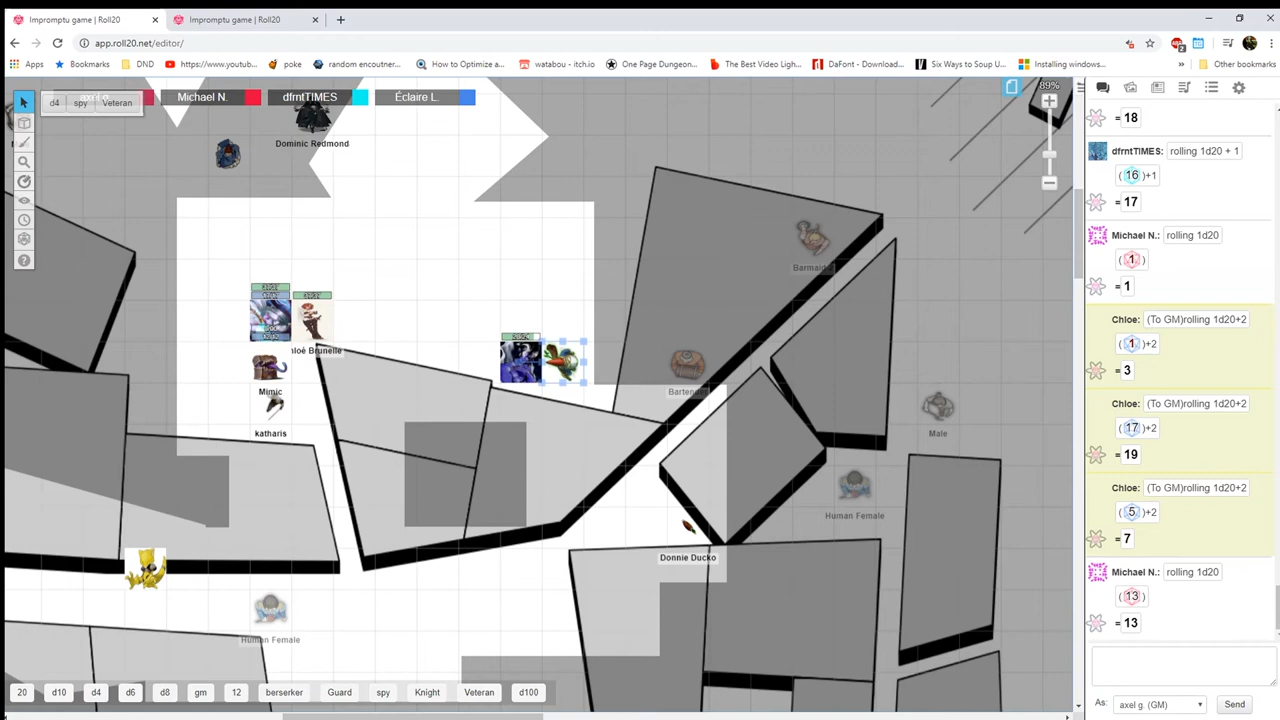 Impromptu game | Roll20
Impromptu game | Roll20
app.roll20.net/editor/
Apps
Bookmarks
DND
https://www.youtub...
poke
random encoutner...
How to Optimize a...
watabou - itch.io
One Page Dungeon...
The Best Video Ligh...
DaFont - Download...
Six Ways to Soup U...
Installing windows...
Other bookmarks
axel g.
Michael N.
dfrntTIMES
Éclaire L.
d4
spy
Veteran
89%
Dominic Redmond
Chloè Brunelle
Mimic
katharis
Barmaid
Bartender
Male
Human Female
Donnie Ducko
Human Female
20
d10
d4
d6
d8
gm
12
berserker
Guard
spy
Knight
Veteran
d100
= 18
dfrntTIMES: rolling 1d20 + 1
(16)+1
= 17
Michael N.: rolling 1d20
(1)
= 1
Chloe: (To GM)rolling 1d20+2
(1)+2
= 3
Chloe: (To GM)rolling 1d20+2
(17)+2
= 19
Chloe: (To GM)rolling 1d20+2
(5)+2
= 7
Michael N.: rolling 1d20
(13)
= 13
As: axel g. (GM)
Send